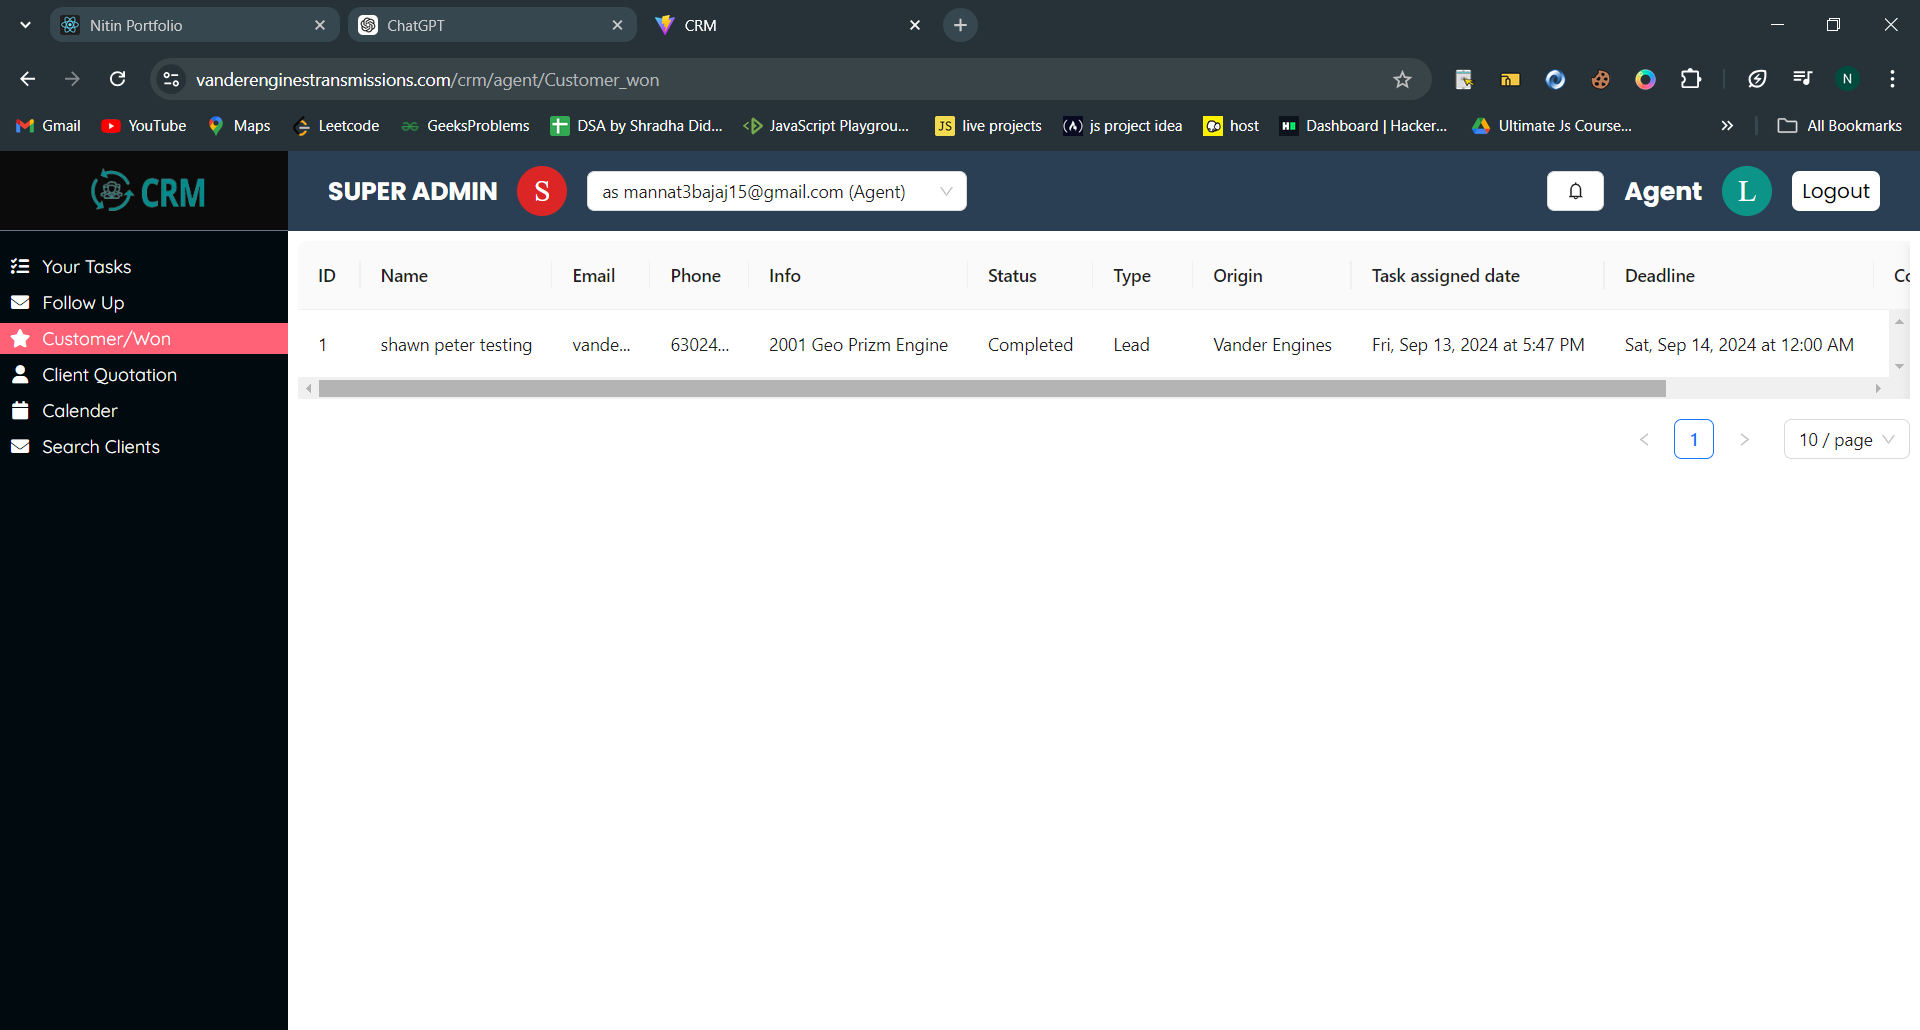 Nitin Portfolio
ChatGPT
CRM
vanderenginestransmissions.com/crm/agent/Customer_won
N
Gmail
YouTube
Maps
Leetcode
GeeksProblems
DSA by Shradha Did...
JavaScript Playgrou...
JS live projects
js project idea
host
Dashboard | Hacker...
Ultimate Js Course...
All Bookmarks
CRM
SUPER ADMIN
S
as mannat3bajaj15@gmail.com (Agent)
Agent
L
Logout
Your Tasks
Follow Up
Customer/Won
Client Quotation
Calender
Search Clients
ID Name Email Phone Info Status Type Origin Task assigned date Deadline Co
1 shawn peter testing vande... 63024... 2001 Geo Prizm Engine Completed Lead Vander Engines Fri, Sep 13, 2024 at 5:47 PM Sat, Sep 14, 2024 at 12:00 AM
1
10 / page